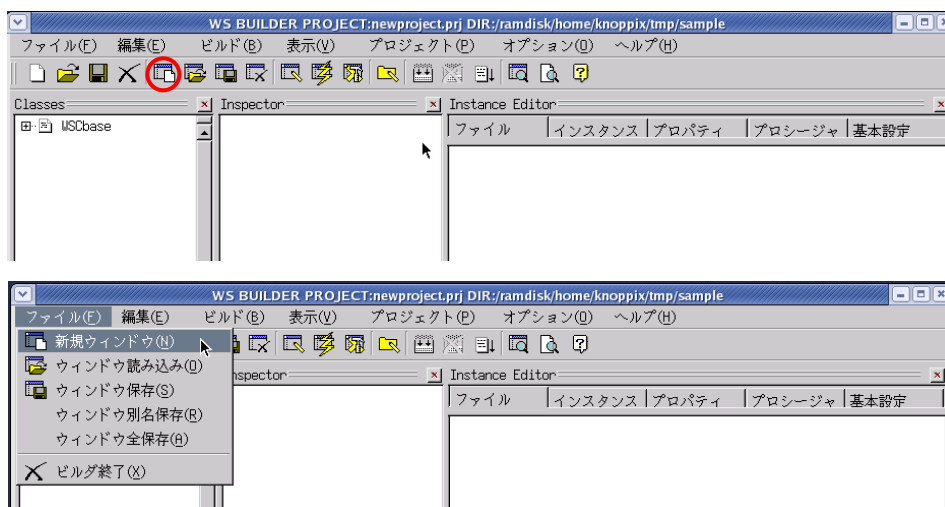 WS BUILDER PROJECT:newproject.prj DIR:/ramdisk/home/knoppix/tmp/sample
ファイル(F) 編集(E) ビルド(B) 表示(V) プロジェクト(P) オプション(O) ヘルプ(H)
Classes Inspector Instance Editor
WSCbase ファイル インスタンス プロパティ プロシージャ 基本設定
WS BUILDER PROJECT:newproject.prj DIR:/ramdisk/home/knoppix/tmp/sample
ファイル(F) 編集(E) ビルド(B) 表示(V) プロジェクト(P) オプション(O) ヘルプ(H)
新規ウィンドウ(N)
ウィンドウ読み込み(O)
nspector Instance Editor
ウィンドウ保存(S)
ファイル インスタンス プロパティ プロシージャ 基本設定
ウィンドウ別名保存(R)
ウィンドウ全保存(A)
ビルダ終了(X)